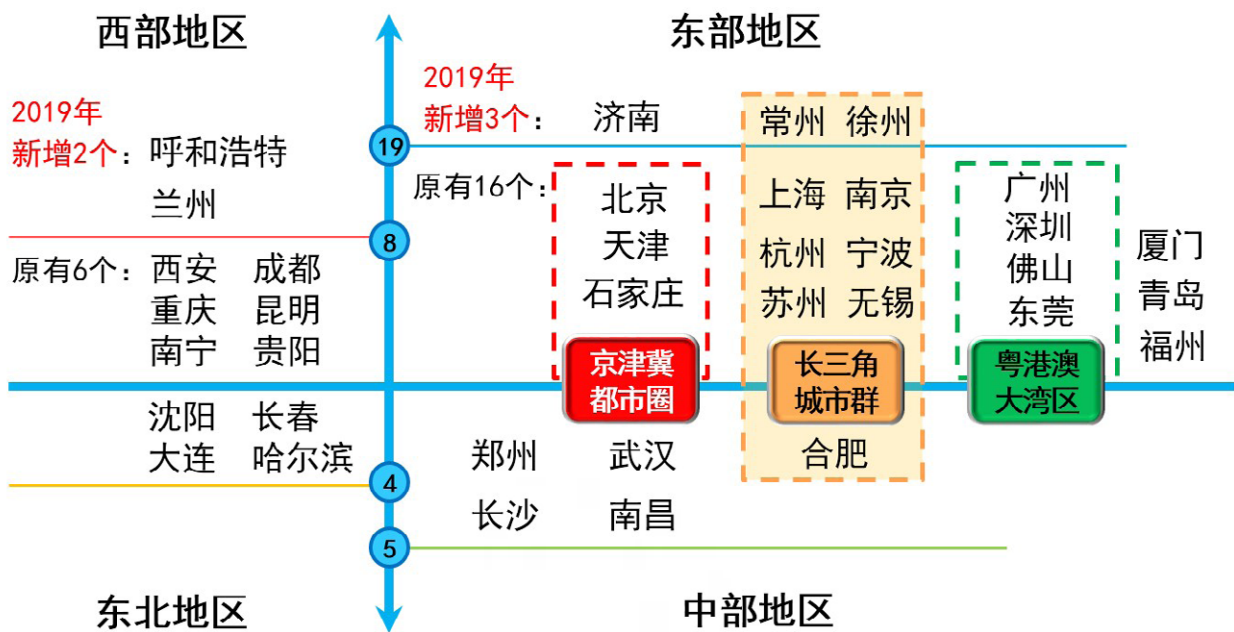 西部地区
2019年
新增2个：呼和浩特
兰州
8
原有6个：西安 成都
重庆 昆明
南宁 贵阳
东部地区
2019年
新增3个：济南 常州 徐州
19
原有16个：
北京
天津
石家庄
京津冀
都市圈
上海 南京
杭州 宁波
苏州 无锡
长三角
城市群
广州
深圳
佛山
东莞
粤港澳
大湾区
厦门
青岛
福州
沈阳 长春
大连 哈尔滨
4
东北地区
郑州 武汉 合肥
长沙 南昌
5
中部地区